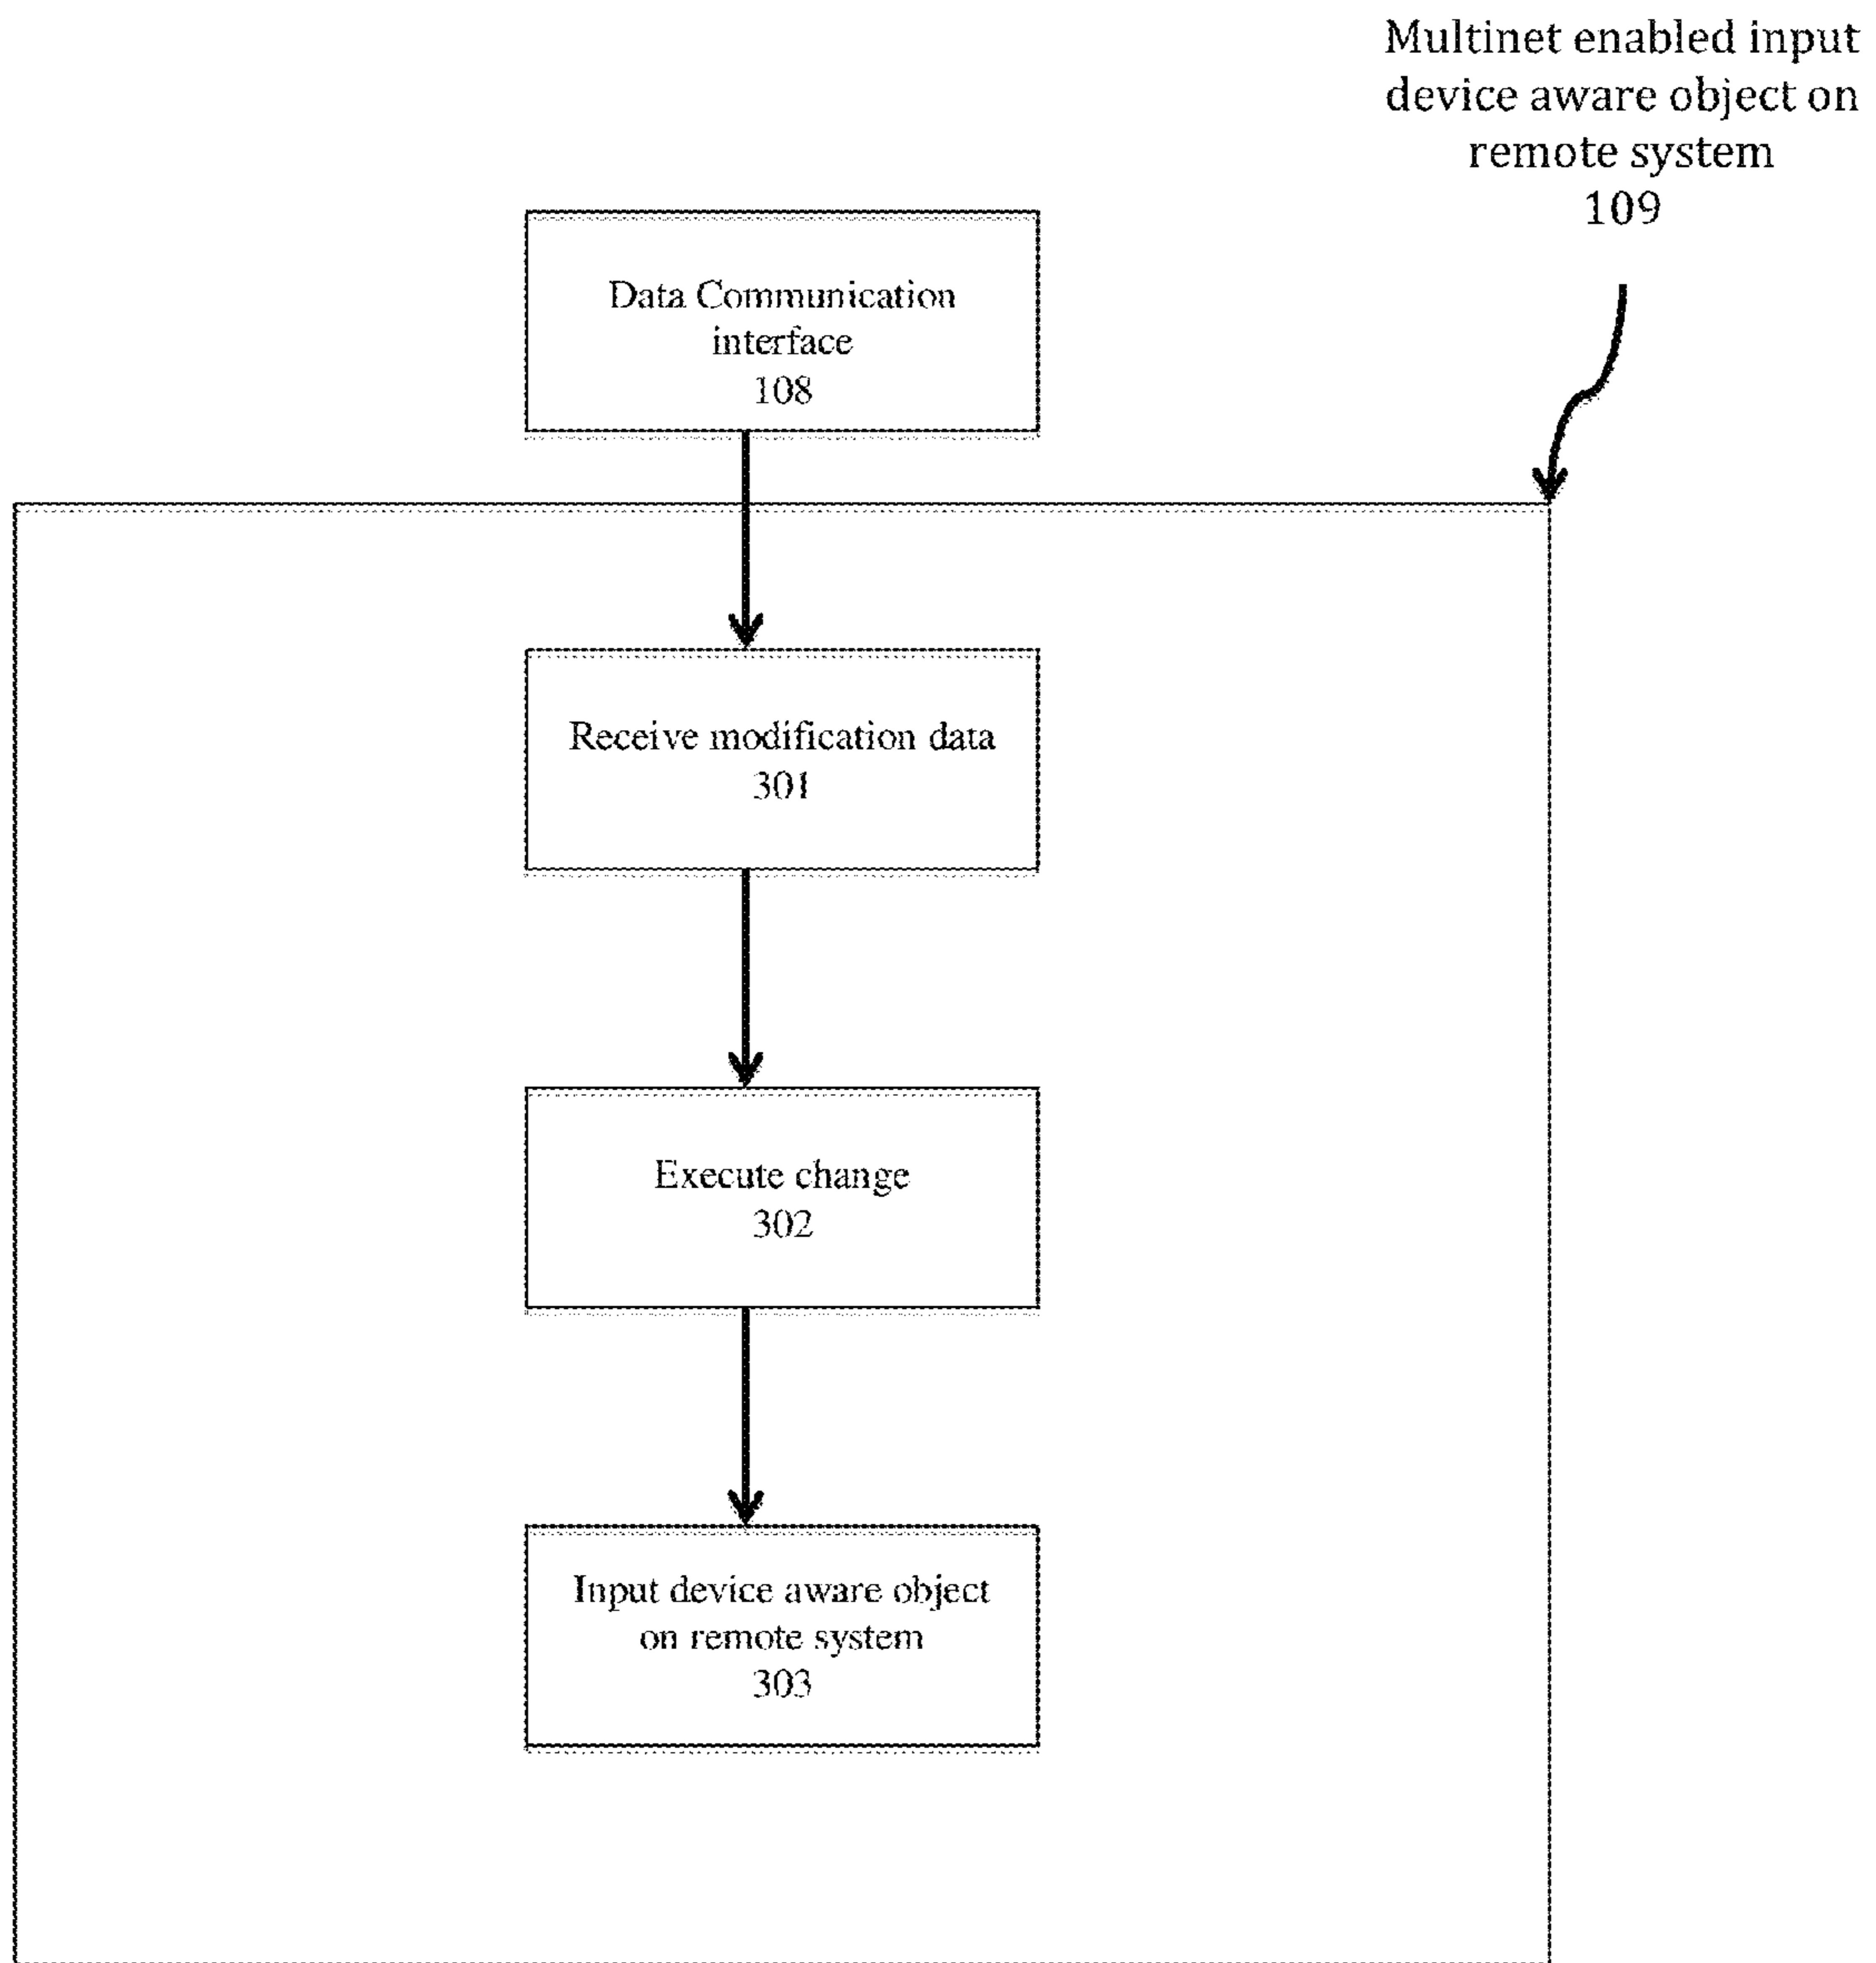 Multinet enabled input
device aware object on
remote system
109
Data Communication
interface
108
Receive modification data
301
Execute change
302
Input device aware object
on remote system
303